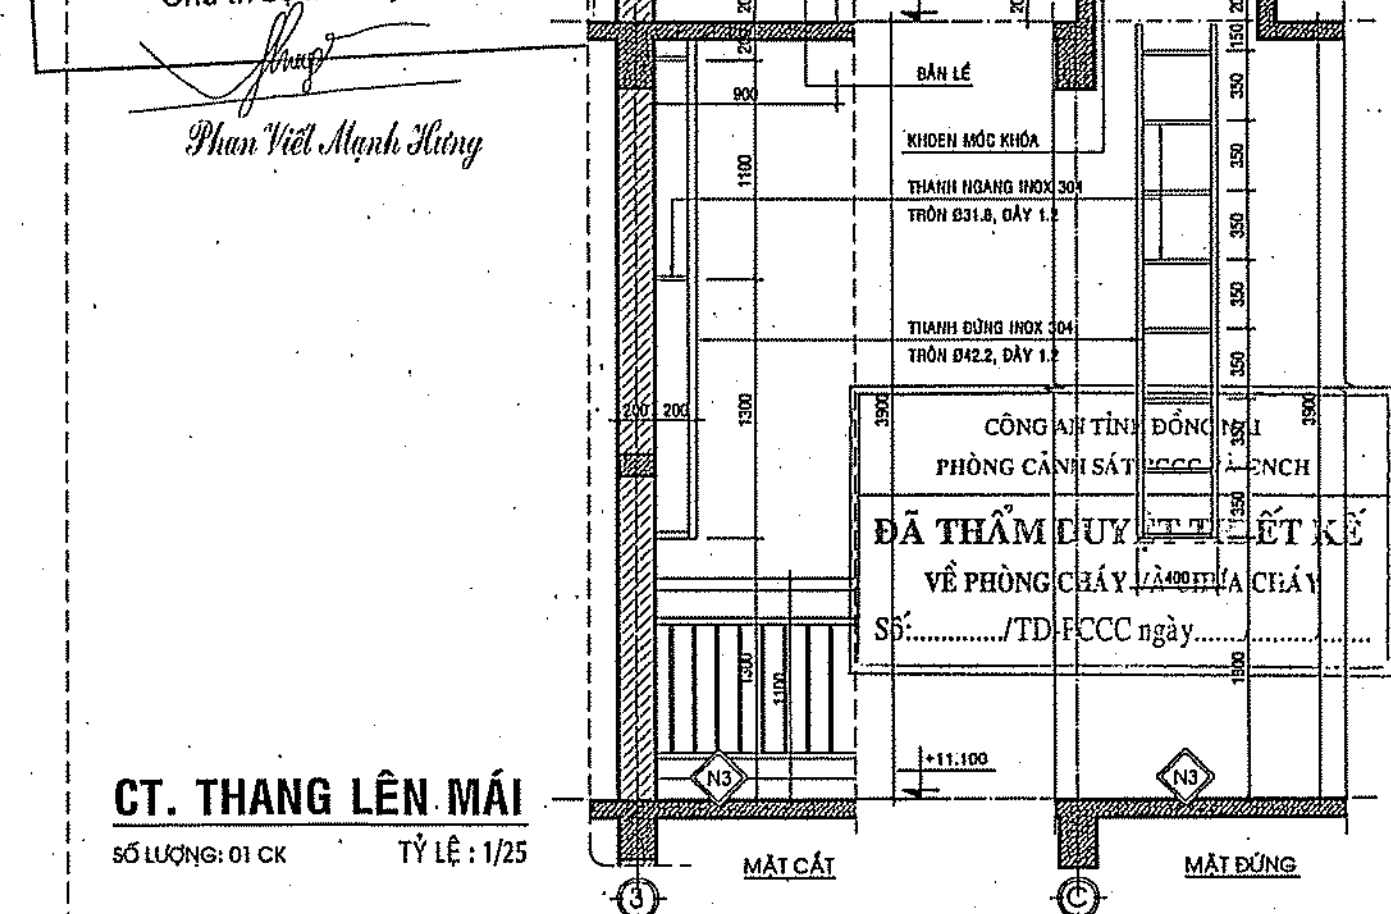 Phan Viết Mạnh Hưng
BẢN LỀ
900
KHOEN MÓC KHÓA
THANH NGANG INOX 304
TRÒN Ø31.8, DÀY 1.2
THANH ĐỨNG INOX 304
TRÒN Ø42.2, DÀY 1.2
1100
1300
200 200
3900
150
350
350
350
350
350
350
350
3900
CÔNG AN TỈNH ĐỒNG NAI
PHÒNG CẢNH SÁT PCCC VÀ CNCH
ĐÃ THẨM DUYỆT THIẾT KẾ
VỀ PHÒNG CHÁY VÀ CHỮA CHÁY
400
Số:............../TD-PCCC ngày........................
1300
1100
1300
+11.100
N3
N3
CT. THANG LÊN MÁI
SỐ LƯỢNG: 01 CK
TỶ LỆ : 1/25
MẶT CẮT
MẶT ĐỨNG
3
C